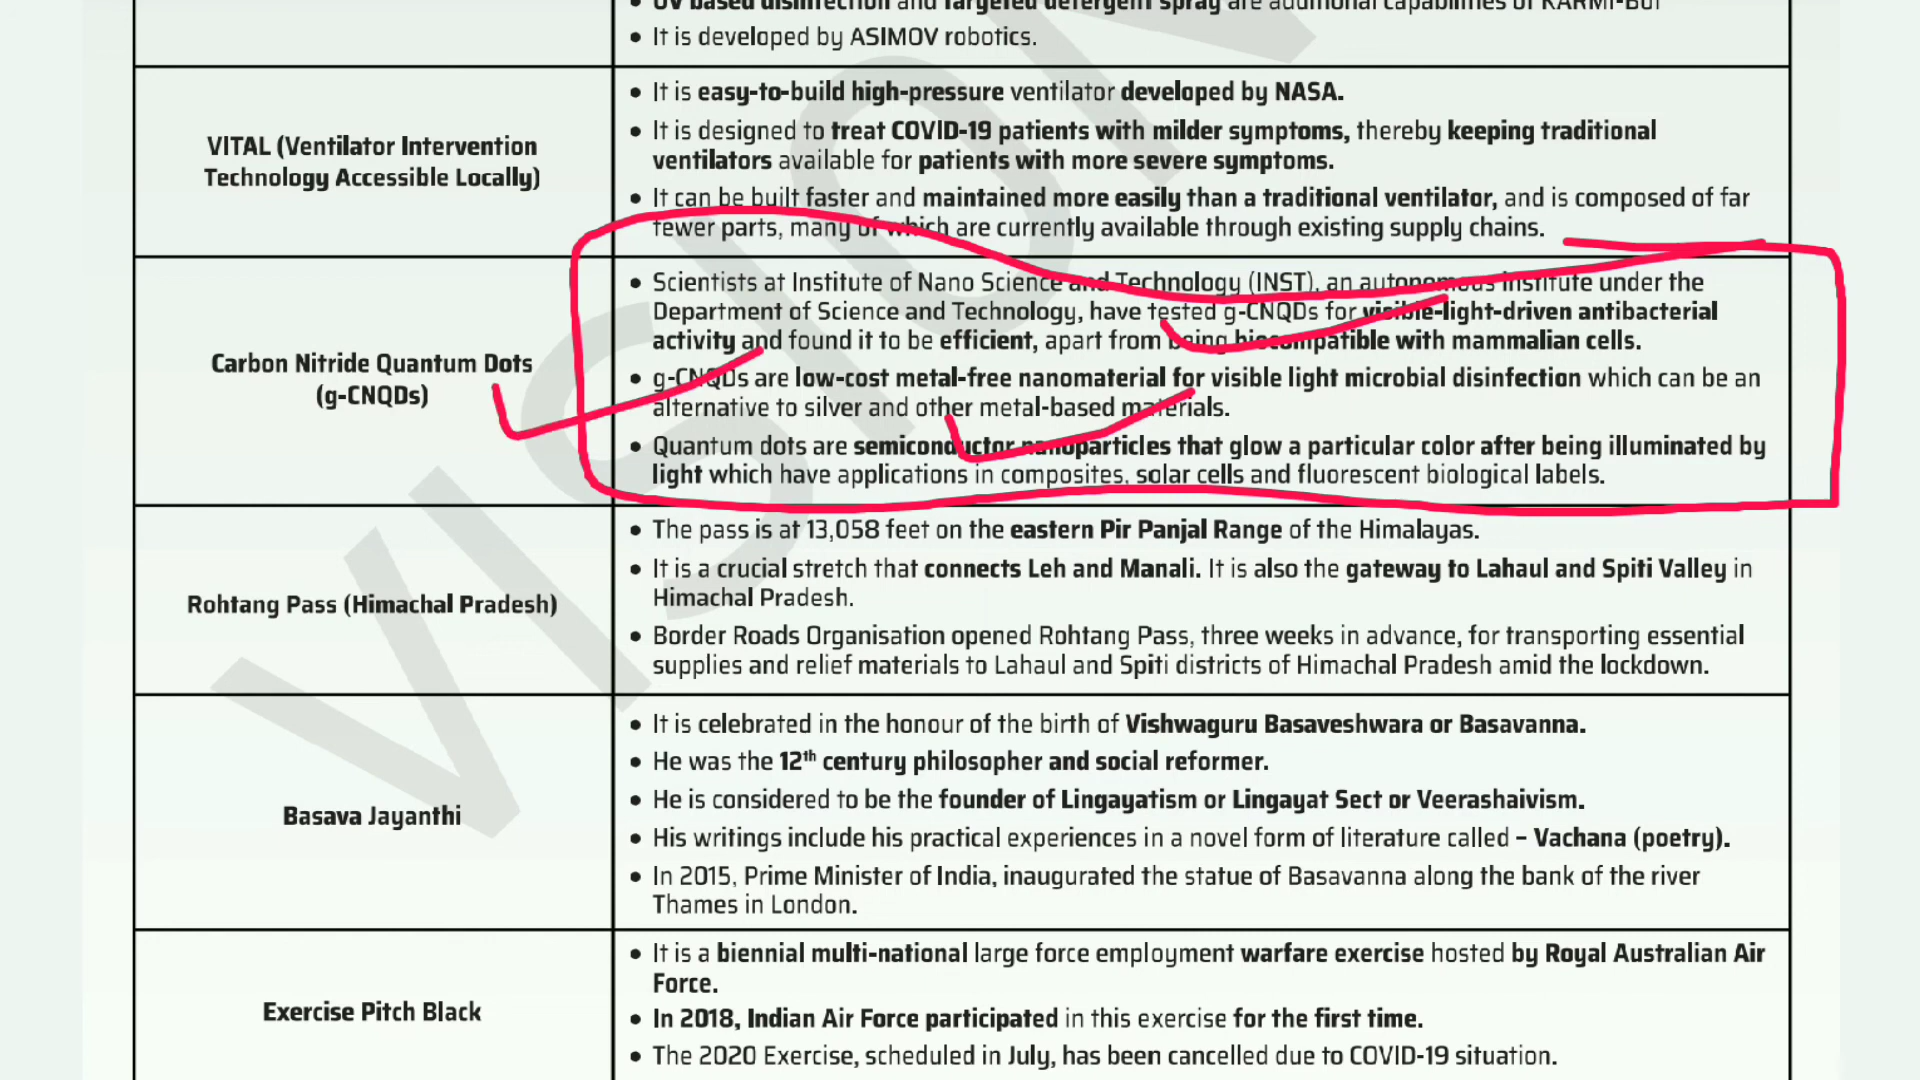 UV based disinfection and targeted detergent spray are additional capabilities of KARMI-Bot
• It is developed by ASIMOV robotics.
VITAL (Ventilator Intervention
Technology Accessible Locally)
• It is easy-to-build high-pressure ventilator developed by NASA.
• It is designed to treat COVID-19 patients with milder symptoms, thereby keeping traditional
ventilators available for patients with more severe symptoms.
• It can be built faster and maintained more easily than a traditional ventilator, and is composed of far
fewer parts, many of which are currently available through existing supply chains.
Carbon Nitride Quantum Dots
(g-CNQDs)
• Scientists at Institute of Nano Science and Technology (INST), an autonomous institute under the
Department of Science and Technology, have tested g-CNQDs for visible-light-driven antibacterial
activity and found it to be efficient, apart from being biocompatible with mammalian cells.
• g-CNQDs are low-cost metal-free nanomaterial for visible light microbial disinfection which can be an
alternative to silver and other metal-based materials.
• Quantum dots are semiconductor nanoparticles that glow a particular color after being illuminated by
light which have applications in composites, solar cells and fluorescent biological labels.
Rohtang Pass (Himachal Pradesh)
• The pass is at 13,058 feet on the eastern Pir Panjal Range of the Himalayas.
• It is a crucial stretch that connects Leh and Manali. It is also the gateway to Lahaul and Spiti Valley in
Himachal Pradesh.
• Border Roads Organisation opened Rohtang Pass, three weeks in advance, for transporting essential
supplies and relief materials to Lahaul and Spiti districts of Himachal Pradesh amid the lockdown.
Basava Jayanthi
• It is celebrated in the honour of the birth of Vishwaguru Basaveshwara or Basavanna.
• He was the 12th century philosopher and social reformer.
• He is considered to be the founder of Lingayatism or Lingayat Sect or Veerashaivism.
• His writings include his practical experiences in a novel form of literature called – Vachana (poetry).
• In 2015, Prime Minister of India, inaugurated the statue of Basavanna along the bank of the river
Thames in London.
Exercise Pitch Black
• It is a biennial multi-national large force employment warfare exercise hosted by Royal Australian Air
Force.
• In 2018, Indian Air Force participated in this exercise for the first time.
• The 2020 Exercise, scheduled in July, has been cancelled due to COVID-19 situation.
VISION